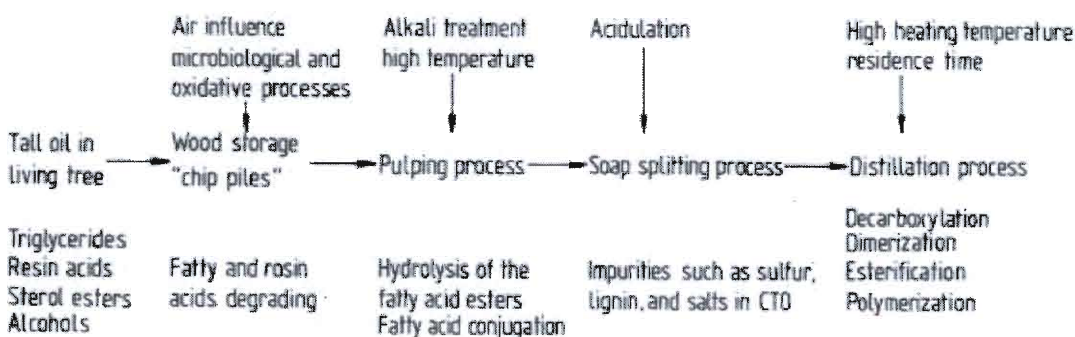 Air influence
microbiological and
oxidative processes
Alkali treatment
high temperature
Acidulation
High heating temperature
residence time
Tall oil in
living tree
Wood storage
"chip piles"
Pulping process
Soap splitting process
Distillation process
Triglycerides
Resin acids
Sterol esters
Alcohols
Fatty and rosin
acids degrading
Hydrolysis of the
fatty acid esters
Fatty acid conjugation
Impurities such as sulfur,
lignin, and salts in CTO
Decarboxylation
Dimerization
Esterification
Polymerization